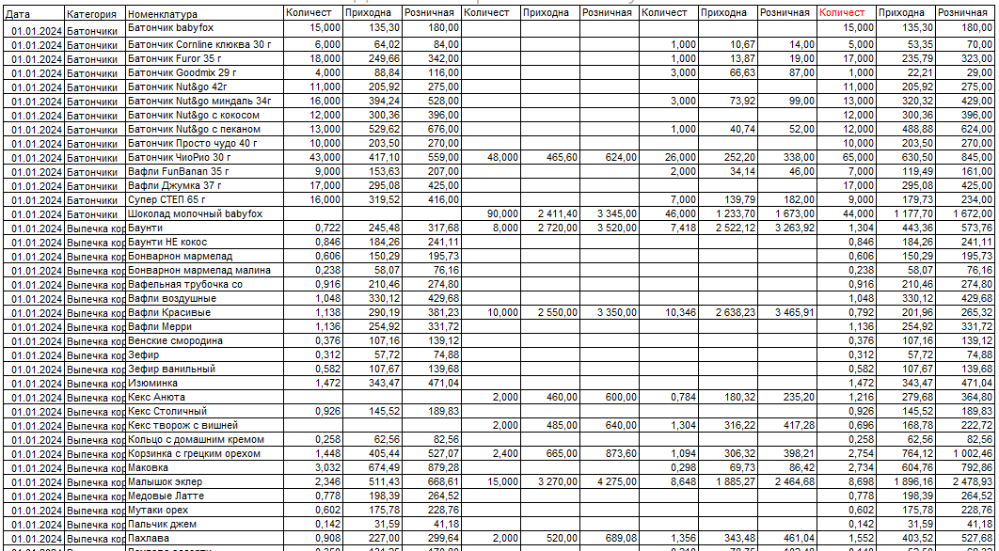 Дата Категория Номенклатура Количест Приходна Розничная Количест Приходна Розничная Количест Приходна Розничная Количест Приходна Розничная
01.01.2024 Батончики Батончик babyfox 15,000 135,30 180,00 15,000 135,30 180,00
01.01.2024 Батончики Батончик Cornline клюква 30 г 6,000 64,02 84,00 1,000 10,67 14,00 5,000 53,35 70,00
01.01.2024 Батончики Батончик Furor 35 г 18,000 249,66 342,00 1,000 13,87 19,00 17,000 235,79 323,00
01.01.2024 Батончики Батончик Goodmix 29 г 4,000 88,84 116,00 3,000 66,63 87,00 1,000 22,21 29,00
01.01.2024 Батончики Батончик Nut&go 42г 11,000 205,92 275,00 11,000 205,92 275,00
01.01.2024 Батончики Батончик Nut&go миндаль 34г 16,000 394,24 528,00 3,000 73,92 99,00 13,000 320,32 429,00
01.01.2024 Батончики Батончик Nut&go с кокосом 12,000 300,36 396,00 12,000 300,36 396,00
01.01.2024 Батончики Батончик Nut&go с пеканом 13,000 529,62 676,00 1,000 40,74 52,00 12,000 488,88 624,00
01.01.2024 Батончики Батончик Просто чудо 40 г 10,000 203,50 270,00 10,000 203,50 270,00
01.01.2024 Батончики Батончик ЧиоРио 30 г 43,000 417,10 559,00 48,000 465,60 624,00 26,000 252,20 338,00 65,000 630,50 845,00
01.01.2024 Батончики Вафли FunBanan 35 г 9,000 153,63 207,00 2,000 34,14 46,00 7,000 119,49 161,00
01.01.2024 Батончики Вафли Джумка 37 г 17,000 295,08 425,00 17,000 295,08 425,00
01.01.2024 Батончики Супер СТЕП 65 г 16,000 319,52 416,00 7,000 139,79 182,00 9,000 179,73 234,00
01.01.2024 Батончики Шоколад молочный babyfox 90,000 2 411,40 3 345,00 46,000 1 233,70 1 673,00 44,000 1 177,70 1 672,00
01.01.2024 Выпечка кор Баунти 0,722 245,48 317,68 8,000 2 720,00 3 520,00 7,418 2 522,12 3 263,92 1,304 443,36 573,76
01.01.2024 Выпечка кор Баунти НЕ кокос 0,846 184,26 241,11 0,846 184,26 241,11
01.01.2024 Выпечка кор Бонварнон мармелад 0,606 150,29 195,73 0,606 150,29 195,73
01.01.2024 Выпечка кор Бонварнон мармелад малина 0,238 58,07 76,16 0,238 58,07 76,16
01.01.2024 Выпечка кор Вафельная трубочка со 0,916 210,46 274,80 0,916 210,46 274,80
01.01.2024 Выпечка кор Вафли воздушные 1,048 330,12 429,68 1,048 330,12 429,68
01.01.2024 Выпечка кор Вафли Красивые 1,138 290,19 381,23 10,000 2 550,00 3 350,00 10,346 2 638,23 3 465,91 0,792 201,96 265,32
01.01.2024 Выпечка кор Вафли Мерри 1,136 254,92 331,72 1,136 254,92 331,72
01.01.2024 Выпечка кор Венские смородина 0,376 107,16 139,12 0,376 107,16 139,12
01.01.2024 Выпечка кор Зефир 0,312 57,72 74,88 0,312 57,72 74,88
01.01.2024 Выпечка кор Зефир ванильный 0,582 107,67 139,68 0,582 107,67 139,68
01.01.2024 Выпечка кор Изюминка 1,472 343,47 471,04 1,472 343,47 471,04
01.01.2024 Выпечка кор Кекс Анюта 2,000 460,00 600,00 0,784 180,32 235,20 1,216 279,68 364,80
01.01.2024 Выпечка кор Кекс Столичный 0,926 145,52 189,83 0,926 145,52 189,83
01.01.2024 Выпечка кор Кекс творож с вишней 2,000 485,00 640,00 1,304 316,22 417,28 0,696 168,78 222,72
01.01.2024 Выпечка кор Кольцо с домашним кремом 0,258 62,56 82,56 0,258 62,56 82,56
01.01.2024 Выпечка кор Корзинка с грецким орехом 1,448 405,44 527,07 2,400 665,00 873,60 1,094 306,32 398,21 2,754 764,12 1 002,46
01.01.2024 Выпечка кор Маковка 3,032 674,49 879,28 0,298 69,73 86,42 2,734 604,76 792,86
01.01.2024 Выпечка кор Малышок эклер 2,346 511,43 668,61 15,000 3 270,00 4 275,00 8,648 1 885,27 2 464,68 8,698 1 896,16 2 478,93
01.01.2024 Выпечка кор Медовые Латте 0,778 198,39 264,52 0,778 198,39 264,52
01.01.2024 Выпечка кор Мутаки орех 0,602 175,78 228,76 0,602 175,78 228,76
01.01.2024 Выпечка кор Пальчик джем 0,142 31,59 41,18 0,142 31,59 41,18
01.01.2024 Выпечка кор Пахлава 0,908 227,00 299,64 2,000 520,00 689,08 1,356 343,48 461,04 1,552 403,52 527,68